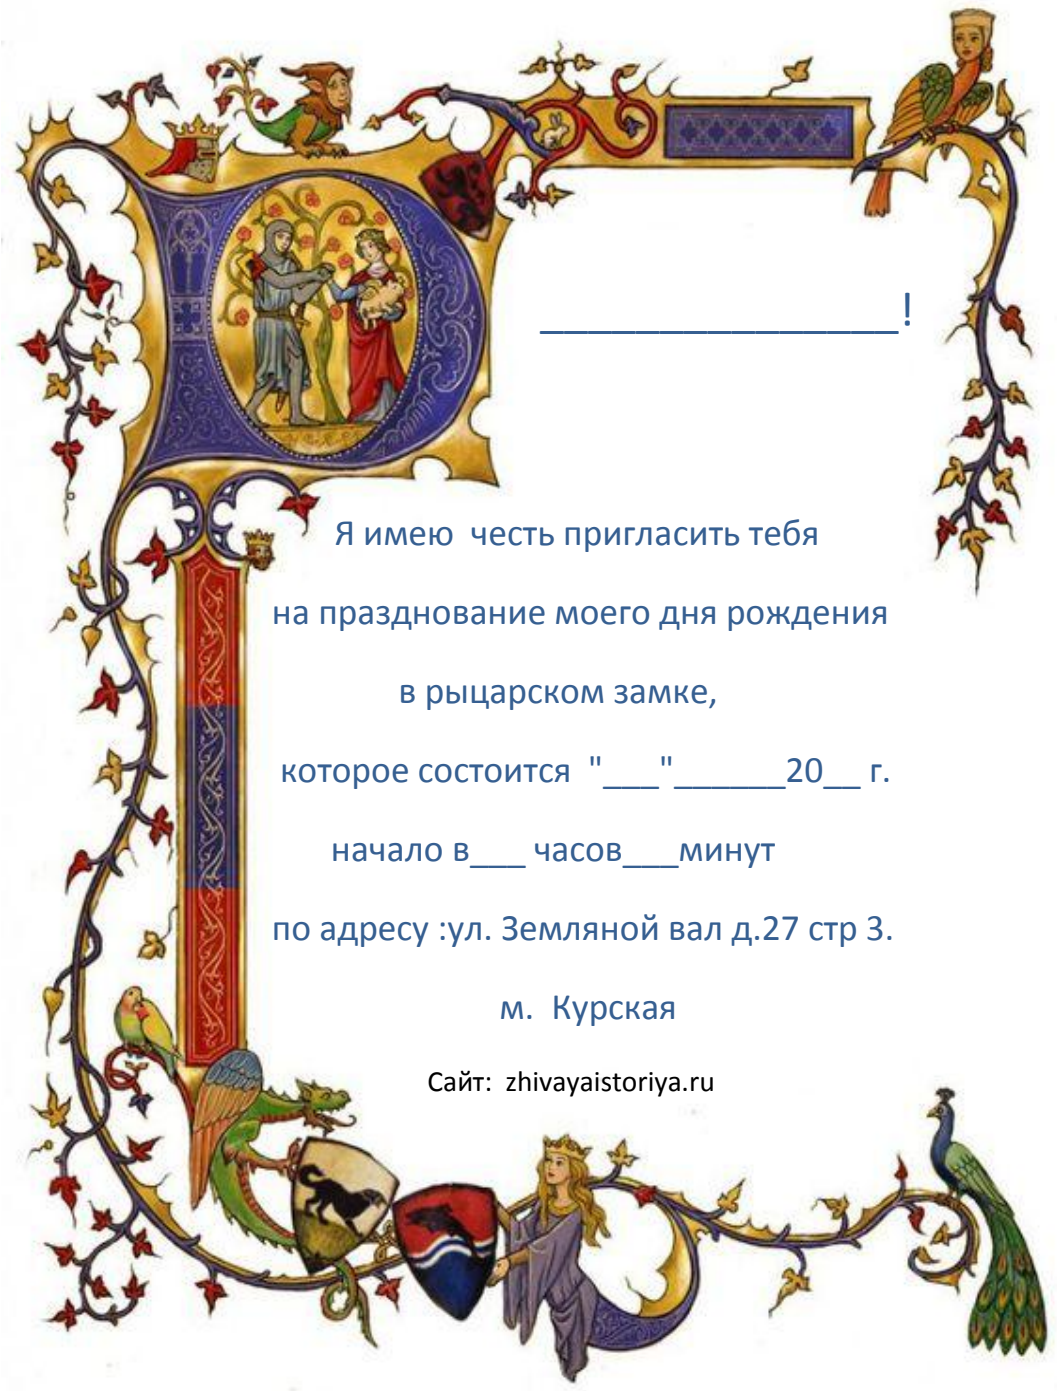 _______________!
Я имею  честь пригласить тебя
на празднование моего дня рождения
в рыцарском замке,
которое состоится  "___"______20__ г.
начало в___ часов___минут
по адресу :ул. Земляной вал д.27 стр 3.
м.  Курская
Сайт:  zhivayaistoriya.ru